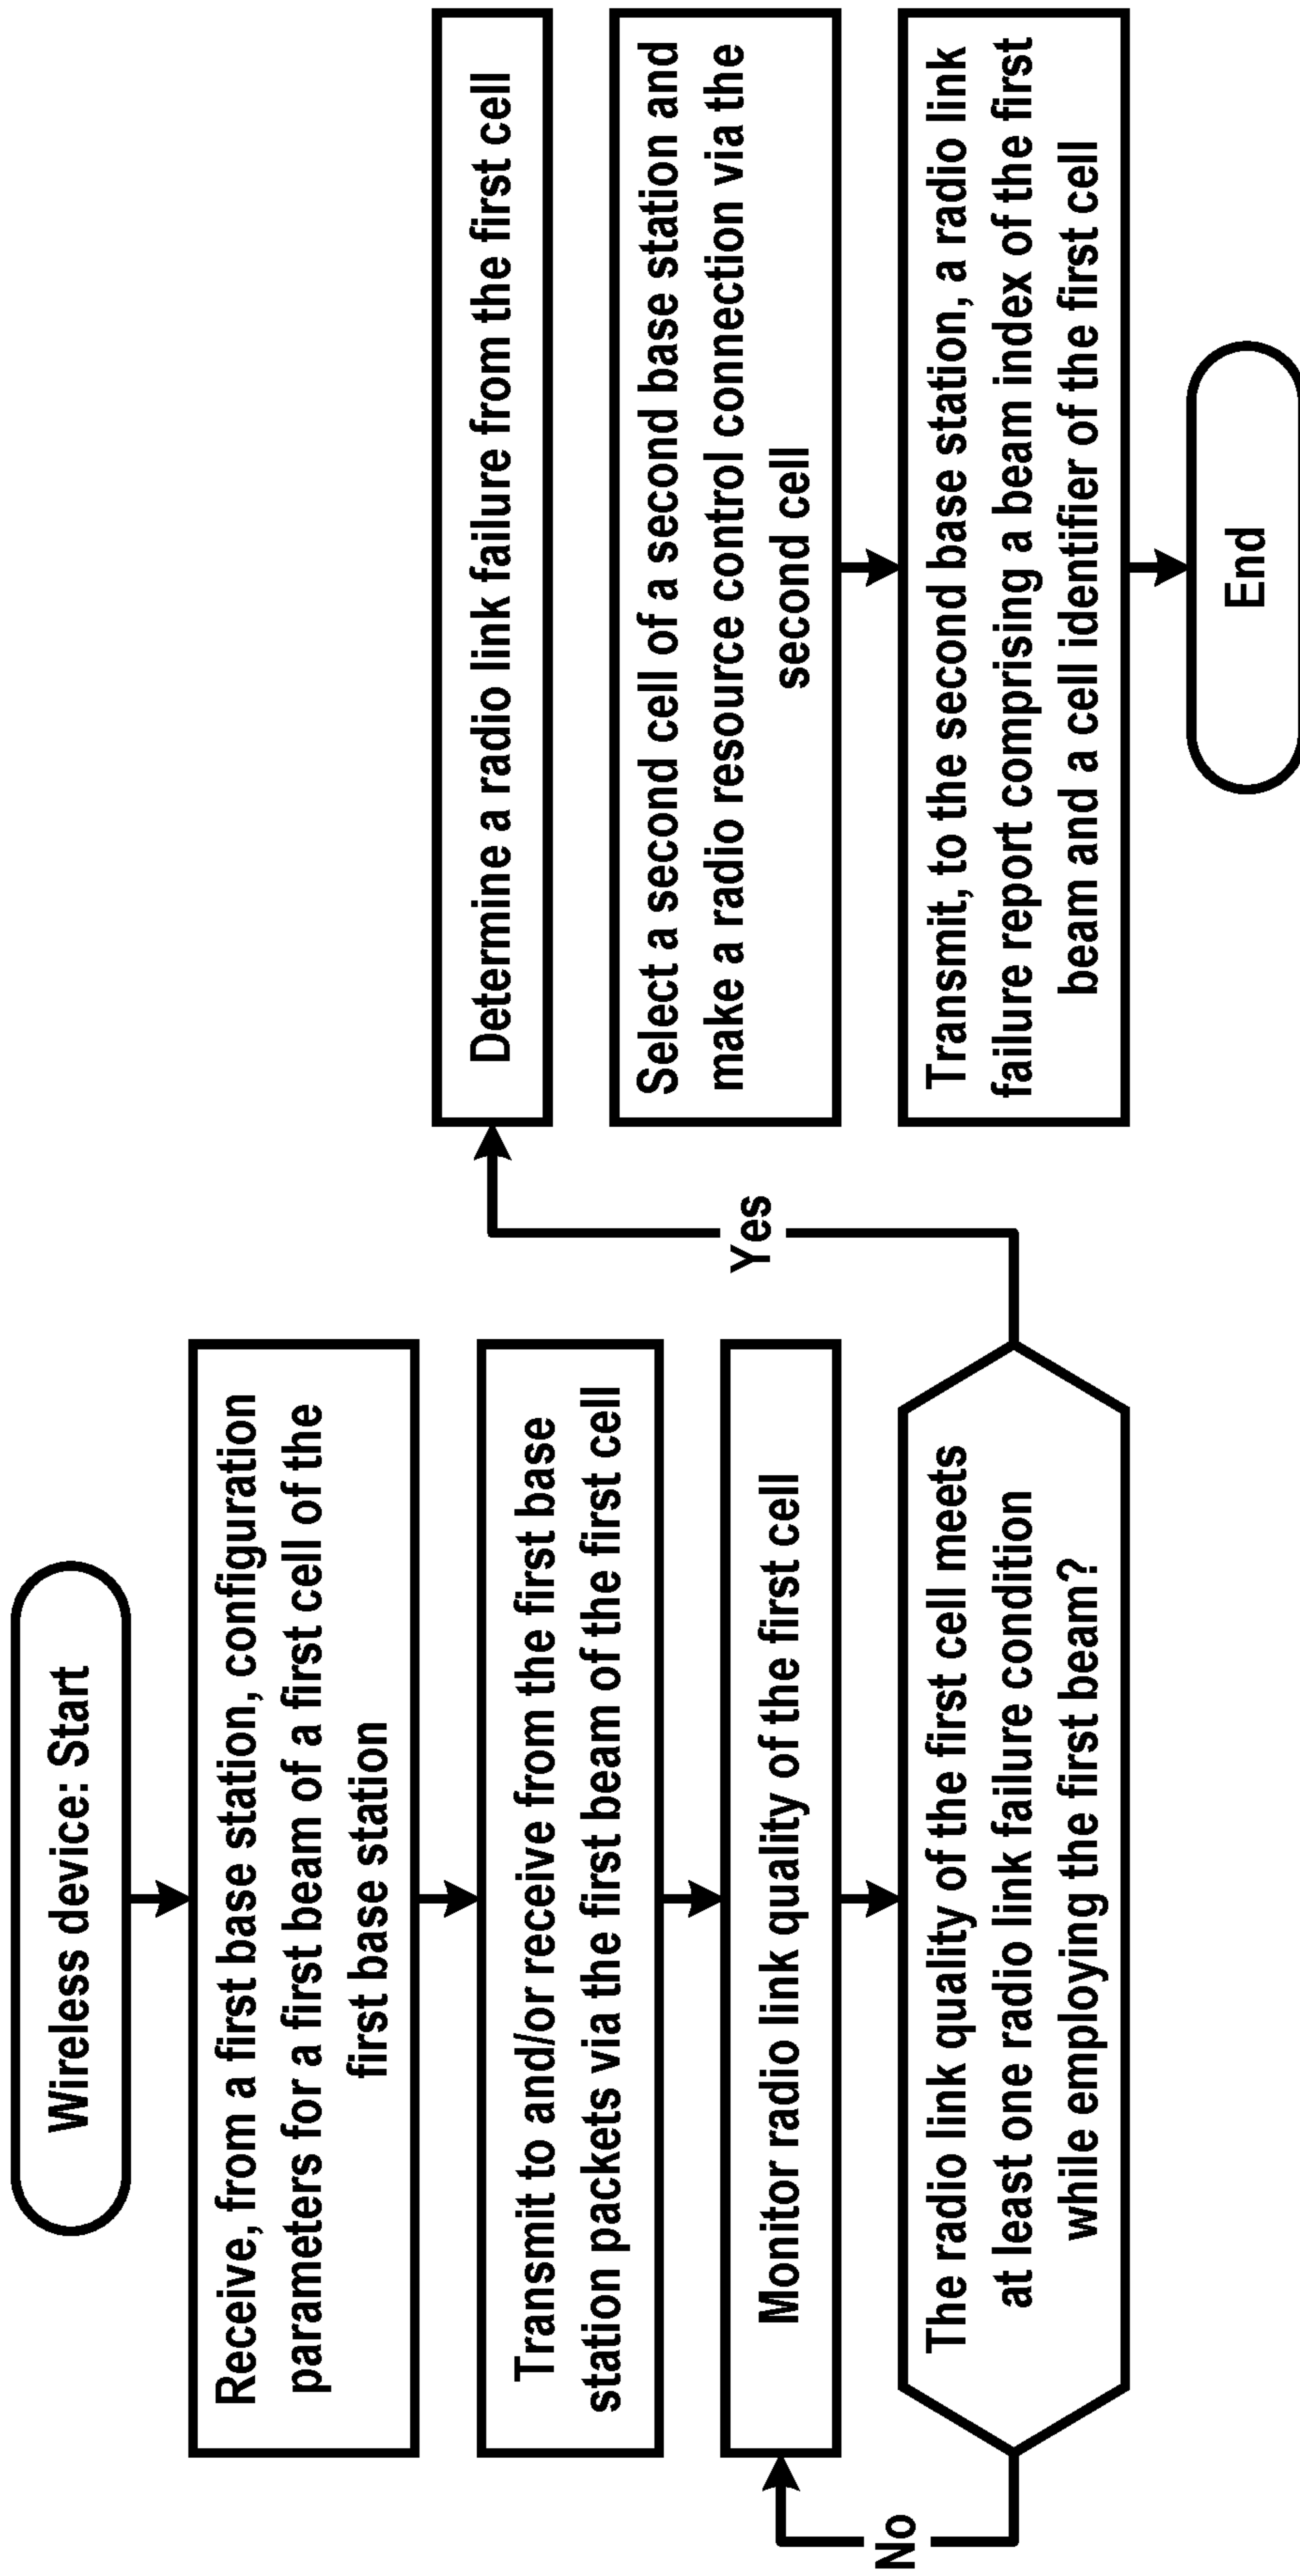 Wireless device: Start
Receive, from a first base station, configuration
parameters for a first beam of a first cell of the
first base station
Transmit to and/or receive from the first base
station packets via the first beam of the first cell
Monitor radio link quality of the first cell
The radio link quality of the first cell meets
at least one radio link failure condition
while employing the first beam?
No
Yes
Determine a radio link failure from the first cell
Select a second cell of a second base station and
make a radio resource control connection via the
second cell
Transmit, to the second base station, a radio link
failure report comprising a beam index of the first
beam and a cell identifier of the first cell
End